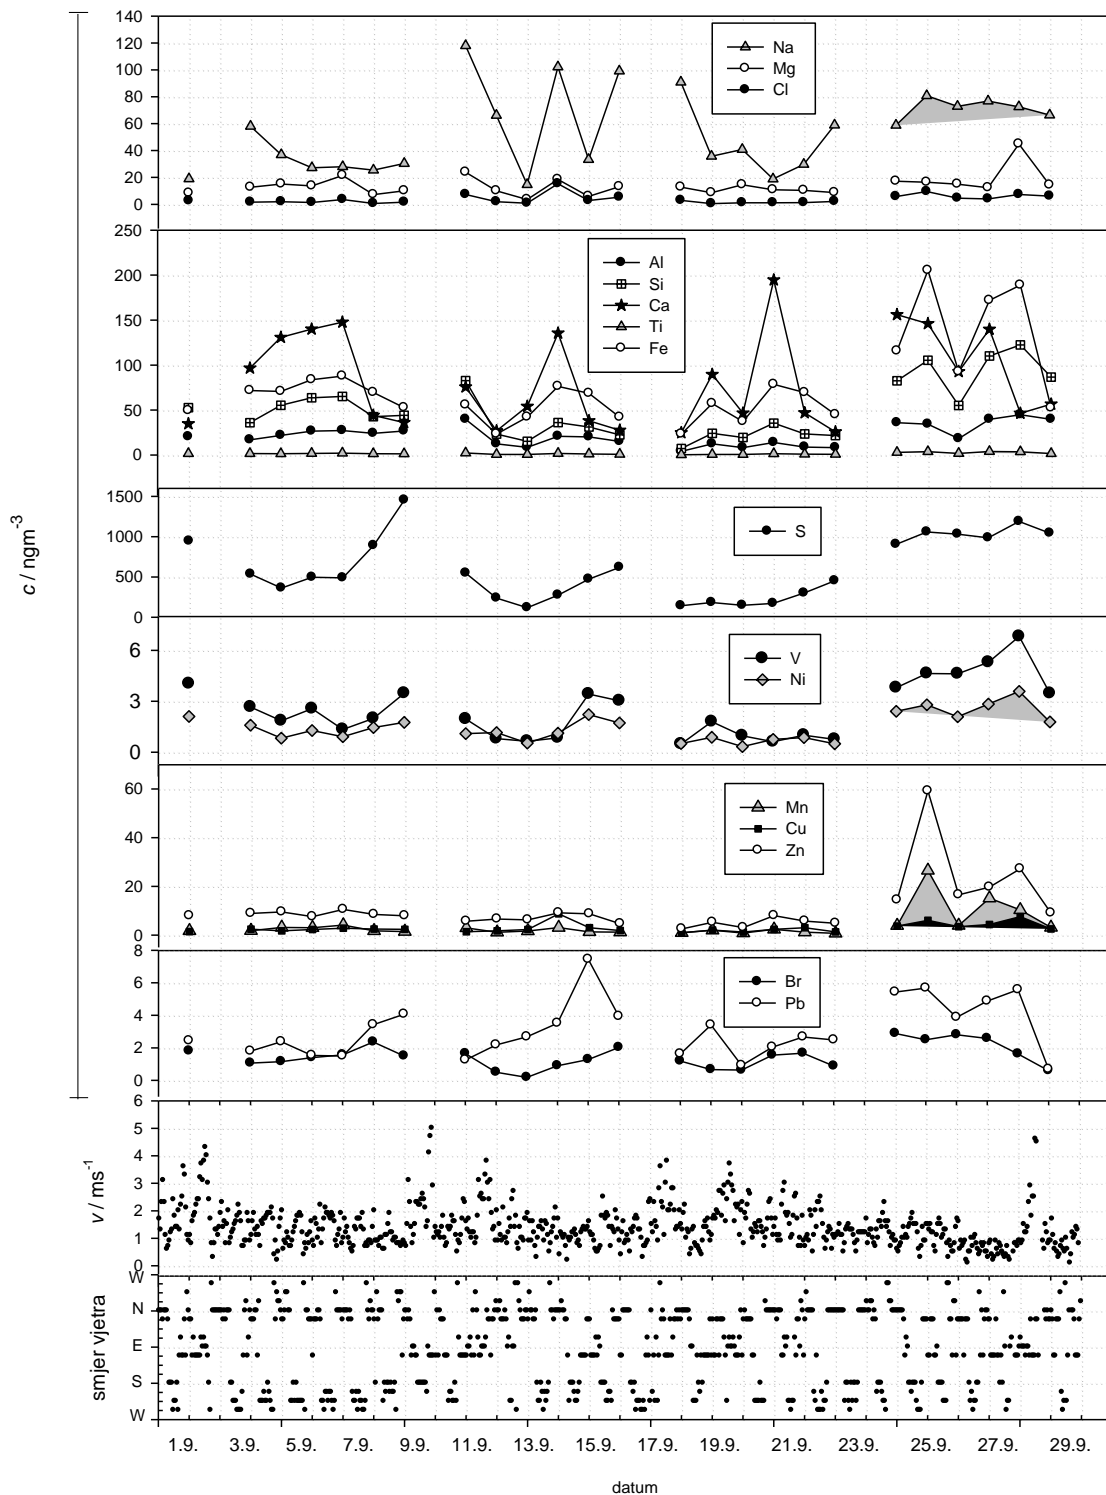 140
120
100
80
60
40
20
0
Na
Mg
Cl
250
200
150
100
50
0
Al
Si
Ca
Ti
Fe
1500
1000
500
0
S
6
3
0
V
Ni
60
40
20
0
Mn
Cu
Zn
8
6
4
2
0
Br
Pb
c / ngm-3
6
5
4
3
2
1
0
v / ms-1
W
N
E
S
W
smjer vjetra
1.9. 3.9. 5.9. 7.9. 9.9. 11.9. 13.9. 15.9. 17.9. 19.9. 21.9. 23.9. 25.9. 27.9. 29.9.
datum